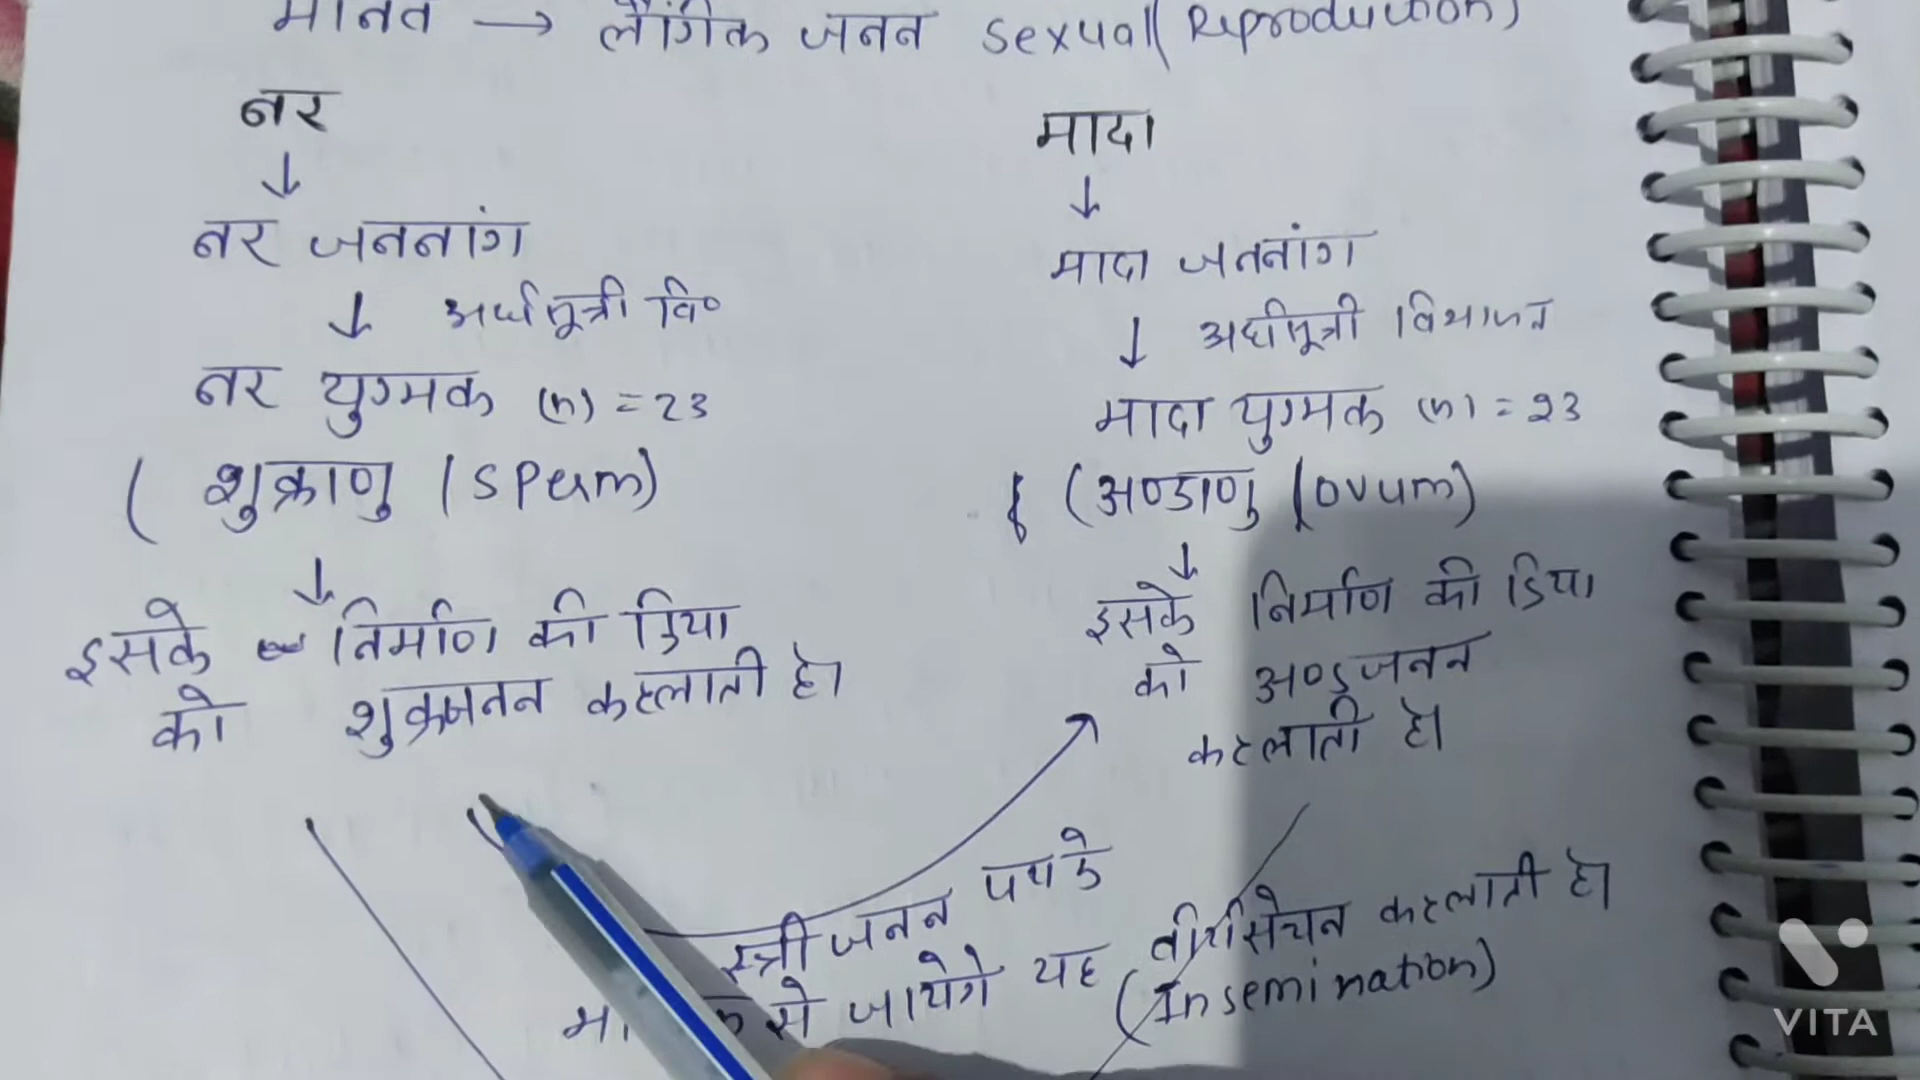 मानव → लैंगिक जनन sexual( Reproduction)
नर
↓
नर जननांग
↓ अर्धसूत्री वि०
नर युग्मक (n) = 23
( शुक्राणु / sperm)
↓
इसके निर्माण की क्रिया
को शुक्रजनन कहलाती है।
मादा
↓
मादा जननांग
↓ अर्धसूत्री विभाजन
मादा युग्मक (n) = 23
(अण्डाणु / ovum)
↓
इसके निर्माण की क्रिया
को अण्डजनन
कहलाती है।
स्त्री जनन पथ के
से जायेगे यह वीर्यसेचन कहलाती है।
(Insemination)
VITA